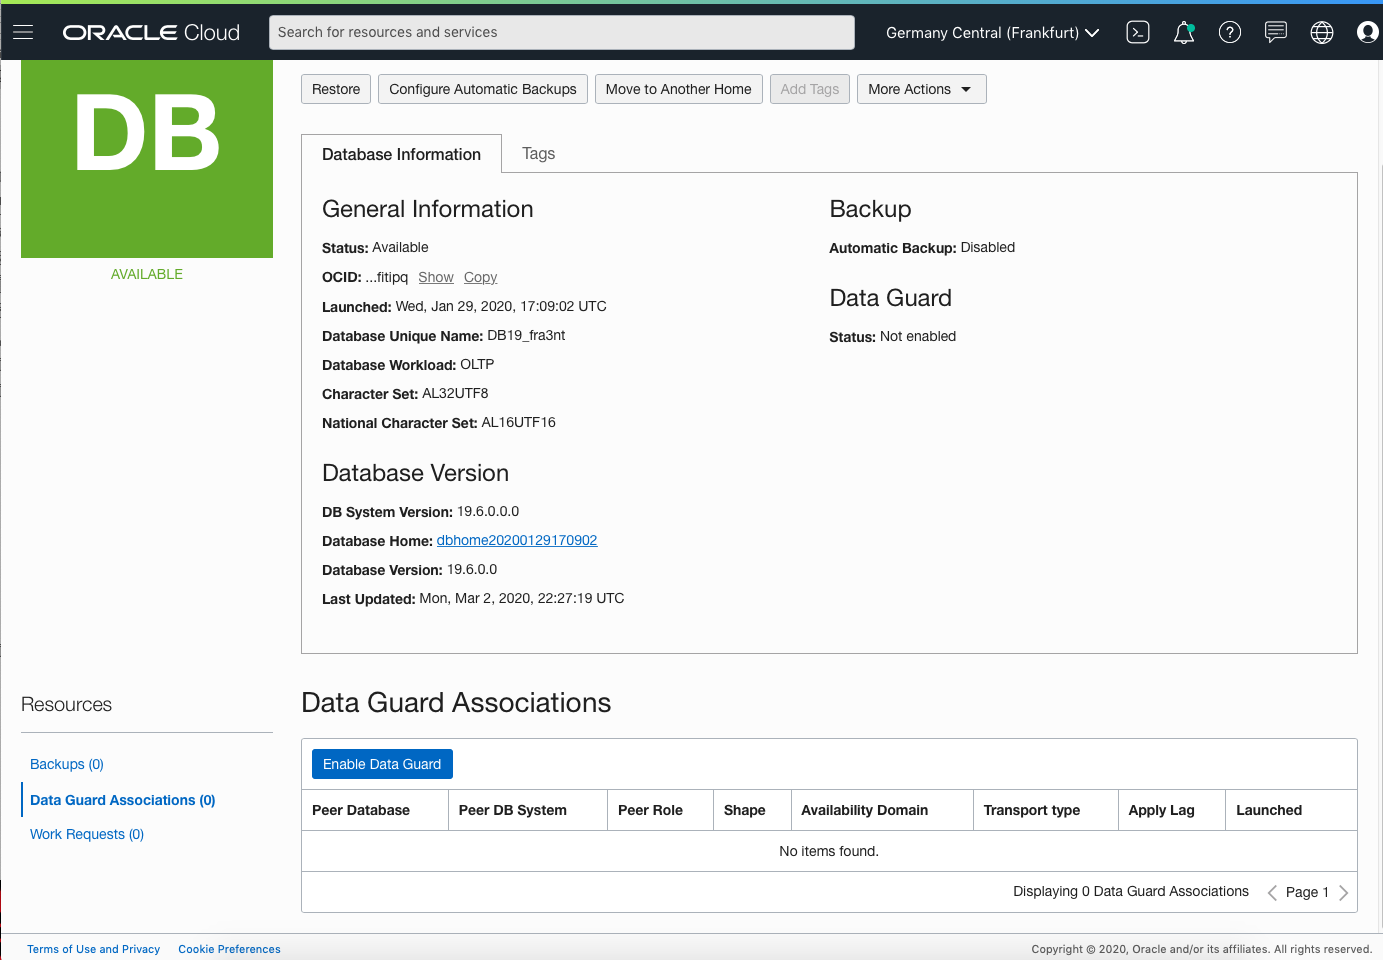 ORACLE Cloud
Search for resources and services
Germany Central (Frankfurt)
DB
AVAILABLE
Restore
Configure Automatic Backups
Move to Another Home
Add Tags
More Actions
Database Information
Tags
General Information
Status: Available
OCID: ...fitipq Show Copy
Launched: Wed, Jan 29, 2020, 17:09:02 UTC
Database Unique Name: DB19_fra3nt
Database Workload: OLTP
Character Set: AL32UTF8
National Character Set: AL16UTF16
Database Version
DB System Version: 19.6.0.0.0
Database Home: dbhome20200129170902
Database Version: 19.6.0.0
Last Updated: Mon, Mar 2, 2020, 22:27:19 UTC
Backup
Automatic Backup: Disabled
Data Guard
Status: Not enabled
Resources
Backups (0)
Data Guard Associations (0)
Work Requests (0)
Data Guard Associations
Enable Data Guard
Peer Database Peer DB System Peer Role Shape Availability Domain Transport type Apply Lag Launched
No items found.
Displaying 0 Data Guard Associations Page 1
Terms of Use and Privacy Cookie Preferences
Copyright © 2020, Oracle and/or its affiliates. All rights reserved.